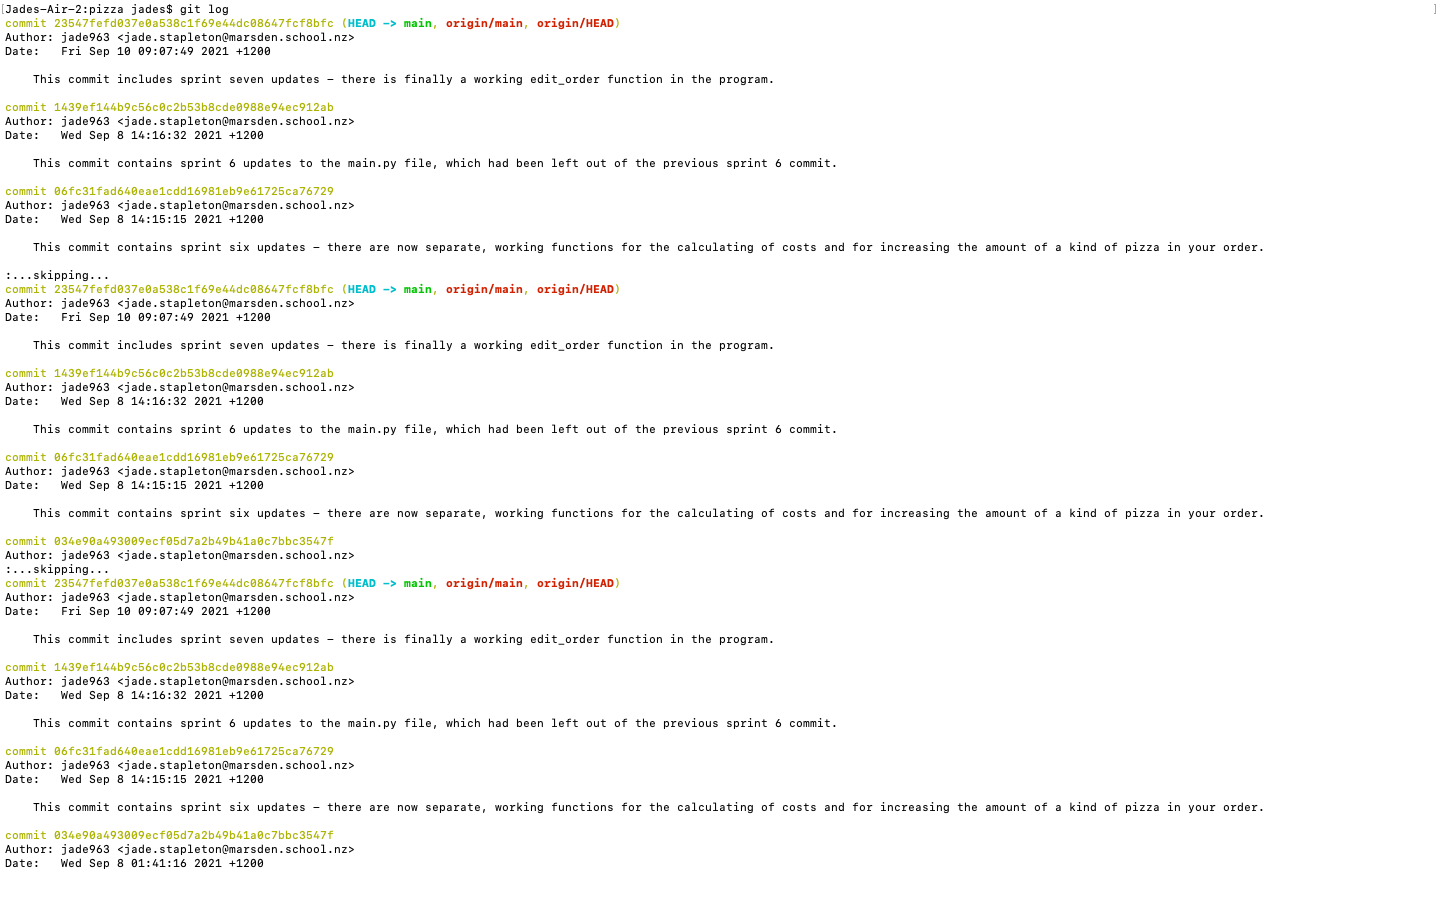 [Jades-Air-2:pizza jades$ git log ]
commit 23547fefd037e0a538c1f69e44dc08647fcf8bfc (HEAD -> main, origin/main, origin/HEAD)
Author: jade963 <jade.stapleton@marsden.school.nz>
Date:   Fri Sep 10 09:07:49 2021 +1200
    This commit includes sprint seven updates – there is finally a working edit_order function in the program.
commit 1439ef144b9c56c0c2b53b8cde0988e94ec912ab
Author: jade963 <jade.stapleton@marsden.school.nz>
Date:   Wed Sep 8 14:16:32 2021 +1200
    This commit contains sprint 6 updates to the main.py file, which had been left out of the previous sprint 6 commit.
commit 06fc31fad640eae1cdd16981eb9e61725ca76729
Author: jade963 <jade.stapleton@marsden.school.nz>
Date:   Wed Sep 8 14:15:15 2021 +1200
    This commit contains sprint six updates – there are now separate, working functions for the calculating of costs and for increasing the amount of a kind of pizza in your order.
:...skipping...
commit 23547fefd037e0a538c1f69e44dc08647fcf8bfc (HEAD -> main, origin/main, origin/HEAD)
Author: jade963 <jade.stapleton@marsden.school.nz>
Date:   Fri Sep 10 09:07:49 2021 +1200
    This commit includes sprint seven updates – there is finally a working edit_order function in the program.
commit 1439ef144b9c56c0c2b53b8cde0988e94ec912ab
Author: jade963 <jade.stapleton@marsden.school.nz>
Date:   Wed Sep 8 14:16:32 2021 +1200
    This commit contains sprint 6 updates to the main.py file, which had been left out of the previous sprint 6 commit.
commit 06fc31fad640eae1cdd16981eb9e61725ca76729
Author: jade963 <jade.stapleton@marsden.school.nz>
Date:   Wed Sep 8 14:15:15 2021 +1200
    This commit contains sprint six updates – there are now separate, working functions for the calculating of costs and for increasing the amount of a kind of pizza in your order.
commit 034e90a493009ecf05d7a2b49b41a0c7bbc3547f
Author: jade963 <jade.stapleton@marsden.school.nz>
:...skipping...
commit 23547fefd037e0a538c1f69e44dc08647fcf8bfc (HEAD -> main, origin/main, origin/HEAD)
Author: jade963 <jade.stapleton@marsden.school.nz>
Date:   Fri Sep 10 09:07:49 2021 +1200
    This commit includes sprint seven updates – there is finally a working edit_order function in the program.
commit 1439ef144b9c56c0c2b53b8cde0988e94ec912ab
Author: jade963 <jade.stapleton@marsden.school.nz>
Date:   Wed Sep 8 14:16:32 2021 +1200
    This commit contains sprint 6 updates to the main.py file, which had been left out of the previous sprint 6 commit.
commit 06fc31fad640eae1cdd16981eb9e61725ca76729
Author: jade963 <jade.stapleton@marsden.school.nz>
Date:   Wed Sep 8 14:15:15 2021 +1200
    This commit contains sprint six updates – there are now separate, working functions for the calculating of costs and for increasing the amount of a kind of pizza in your order.
commit 034e90a493009ecf05d7a2b49b41a0c7bbc3547f
Author: jade963 <jade.stapleton@marsden.school.nz>
Date:   Wed Sep 8 01:41:16 2021 +1200